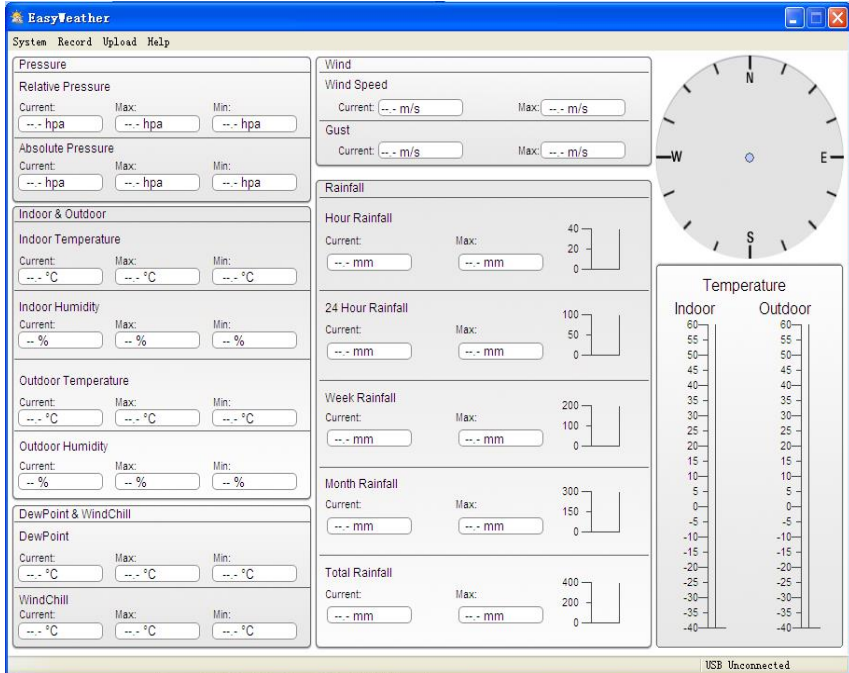 EasyWeather
System Record Upload Help
Pressure
Relative Pressure
Current: Max: Min:
--.- hpa --.- hpa --.- hpa
Absolute Pressure
Current: Max: Min:
--.- hpa --.- hpa --.- hpa
Indoor & Outdoor
Indoor Temperature
Current: Max: Min:
--.- °C --.- °C --.- °C
Indoor Humidity
Current: Max: Min:
-- % -- % -- %
Outdoor Temperature
Current: Max: Min:
--.- °C --.- °C --.- °C
Outdoor Humidity
Current: Max: Min:
-- % -- % -- %
DewPoint & WindChill
DewPoint
Current: Max: Min:
--.- °C --.- °C --.- °C
WindChill
Current: Max: Min:
--.- °C --.- °C --.- °C
Wind
Wind Speed
Current: --.- m/s Max: --.- m/s
Gust
Current: --.- m/s Max: --.- m/s
Rainfall
Hour Rainfall
Current: Max:
--.- mm --.- mm
40
20
0
24 Hour Rainfall
Current: Max:
--.- mm --.- mm
100
50
0
Week Rainfall
Current: Max:
--.- mm --.- mm
200
100
0
Month Rainfall
Current: Max:
--.- mm --.- mm
300
150
0
Total Rainfall
Current: Max:
--.- mm --.- mm
400
200
0
N
W E
S
Temperature
Indoor Outdoor
60 60
55 55
50 50
45 45
40 40
35 35
30 30
25 25
20 20
15 15
10 10
5 5
0 0
-5 -5
-10 -10
-15 -15
-20 -20
-25 -25
-30 -30
-35 -35
-40 -40
USB Unconnected